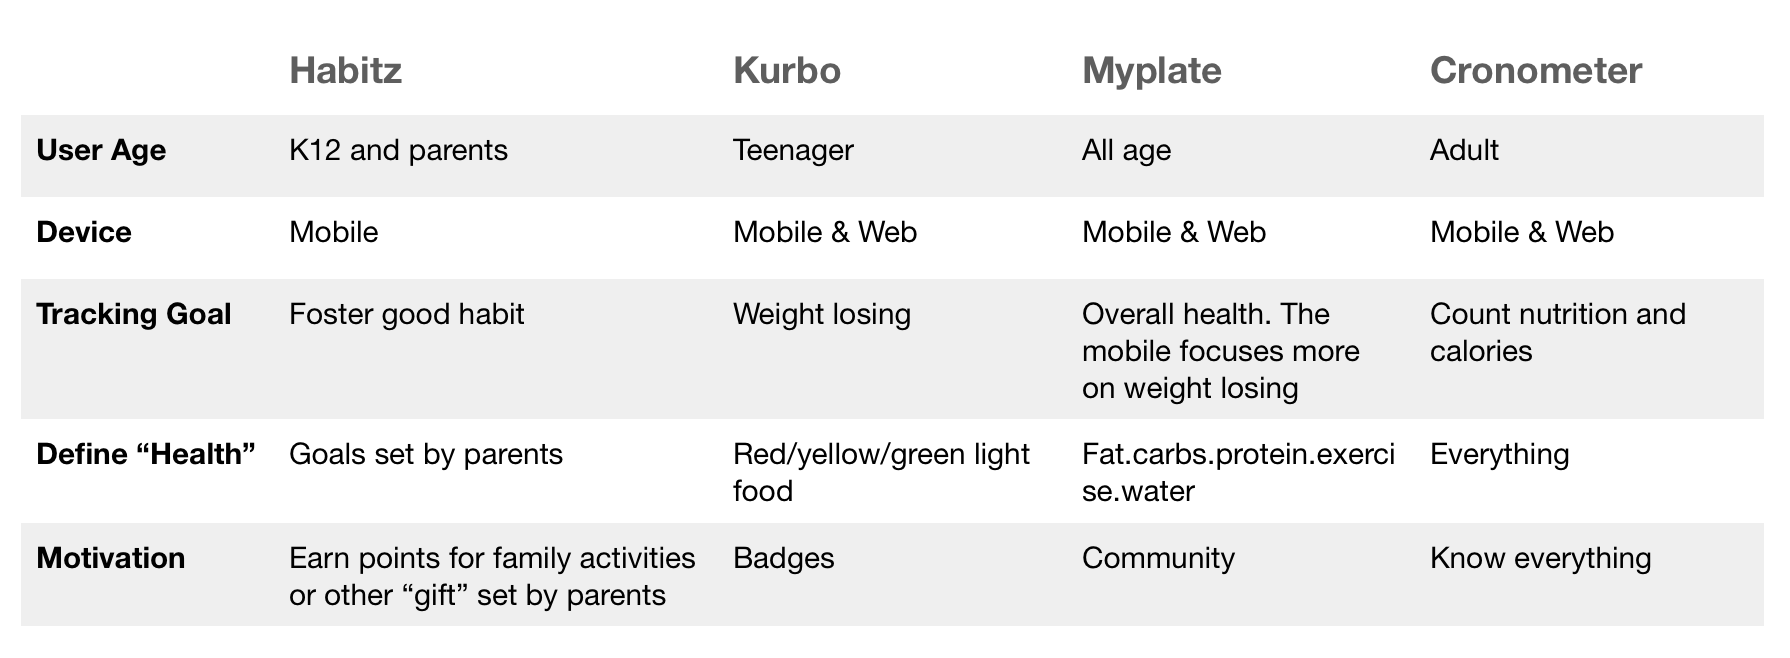 Habitz Kurbo Myplate Cronometer
User Age K12 and parents Teenager All age Adult
Device Mobile Mobile & Web Mobile & Web Mobile & Web
Tracking Goal Foster good habit Weight losing Overall health. The Count nutrition and
mobile focuses more calories
on weight losing
Define “Health” Goals set by parents Red/yellow/green light Fat.carbs.protein.exerci Everything
food se.water
Motivation Earn points for family activities Badges Community Know everything
or other “gift” set by parents